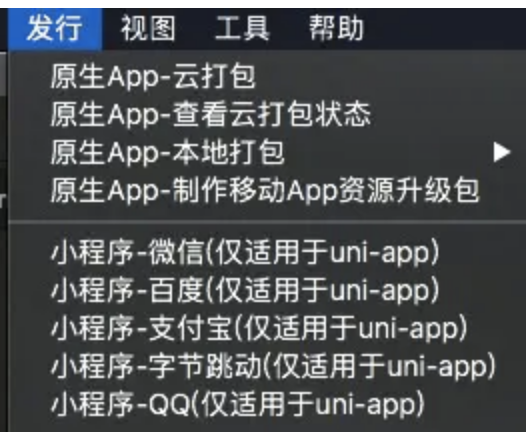 发行 视图 工具 帮助
原生App-云打包
原生App-查看云打包状态
原生App-本地打包
原生App-制作移动App资源升级包
小程序-微信(仅适用于uni-app)
小程序-百度(仅适用于uni-app)
小程序-支付宝(仅适用于uni-app)
小程序-字节跳动(仅适用于uni-app)
小程序-QQ(仅适用于uni-app)